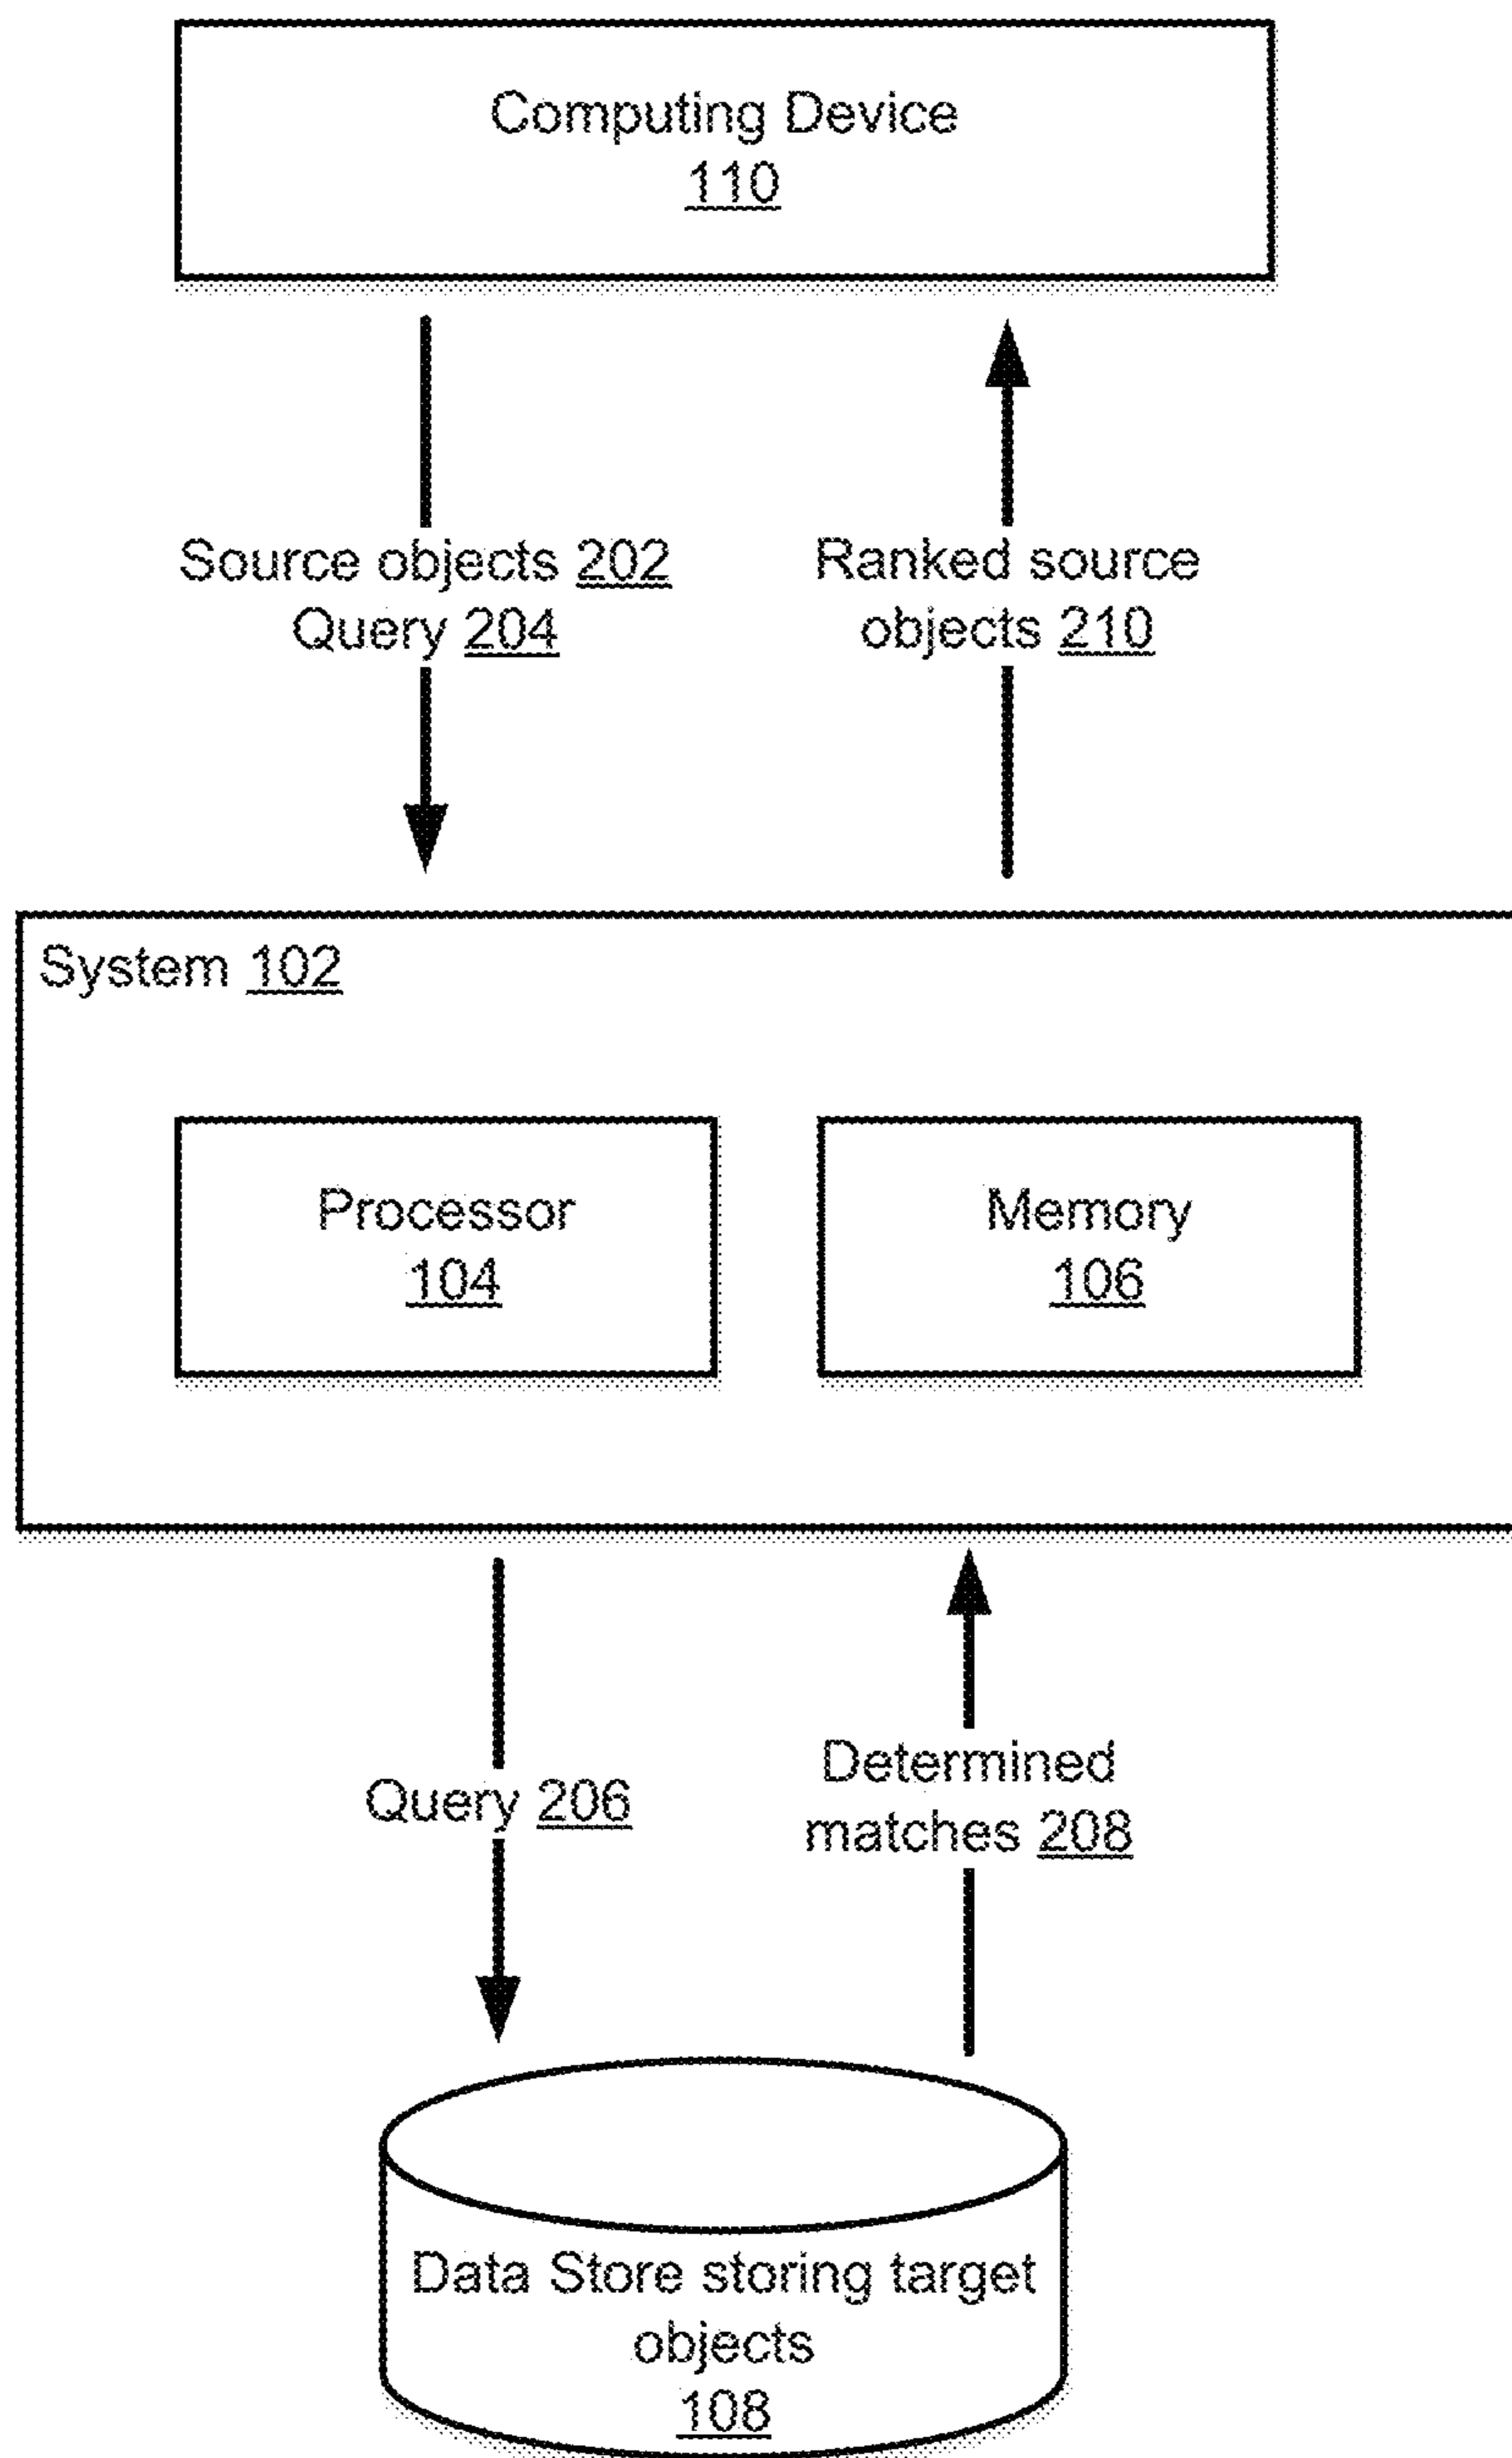 Computing Device
110
Source objects 202
Query 204
Ranked source
objects 210
System 102
Processor
104
Memory
106
Query 206
Determined
matches 208
Data Store storing target
objects
108